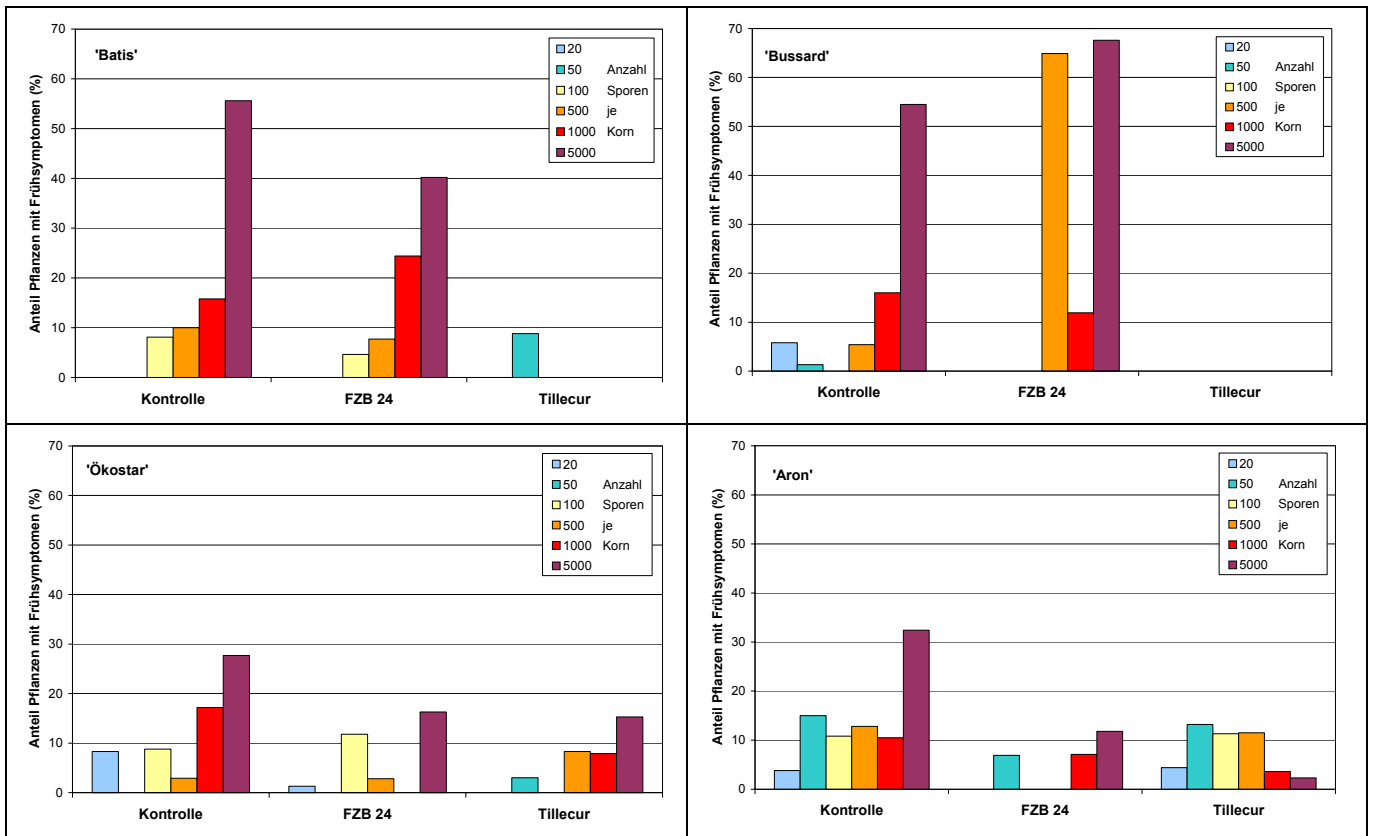 'Batis'
Anteil Pflanzen mit Frühsymptomen (%)
70
60
50
40
30
20
10
0
20
50 Anzahl
100 Sporen
500 je
1000 Korn
5000
Kontrolle FZB 24 Tillecur
'Bussard'
Anteil Pflanzen mit Frühsymptomen (%)
70
60
50
40
30
20
10
0
20
50 Anzahl
100 Sporen
500 je
1000 Korn
5000
Kontrolle FZB 24 Tillecur
'Ökostar'
Anteil Pflanzen mit Frühsymptomen (%)
70
60
50
40
30
20
10
0
20
50 Anzahl
100 Sporen
500 je
1000 Korn
5000
Kontrolle FZB 24 Tillecur
'Aron'
Anteil Pflanzen mit Frühsymptomen (%)
70
60
50
40
30
20
10
0
20
50 Anzahl
100 Sporen
500 je
1000 Korn
5000
Kontrolle FZB 24 Tillecur